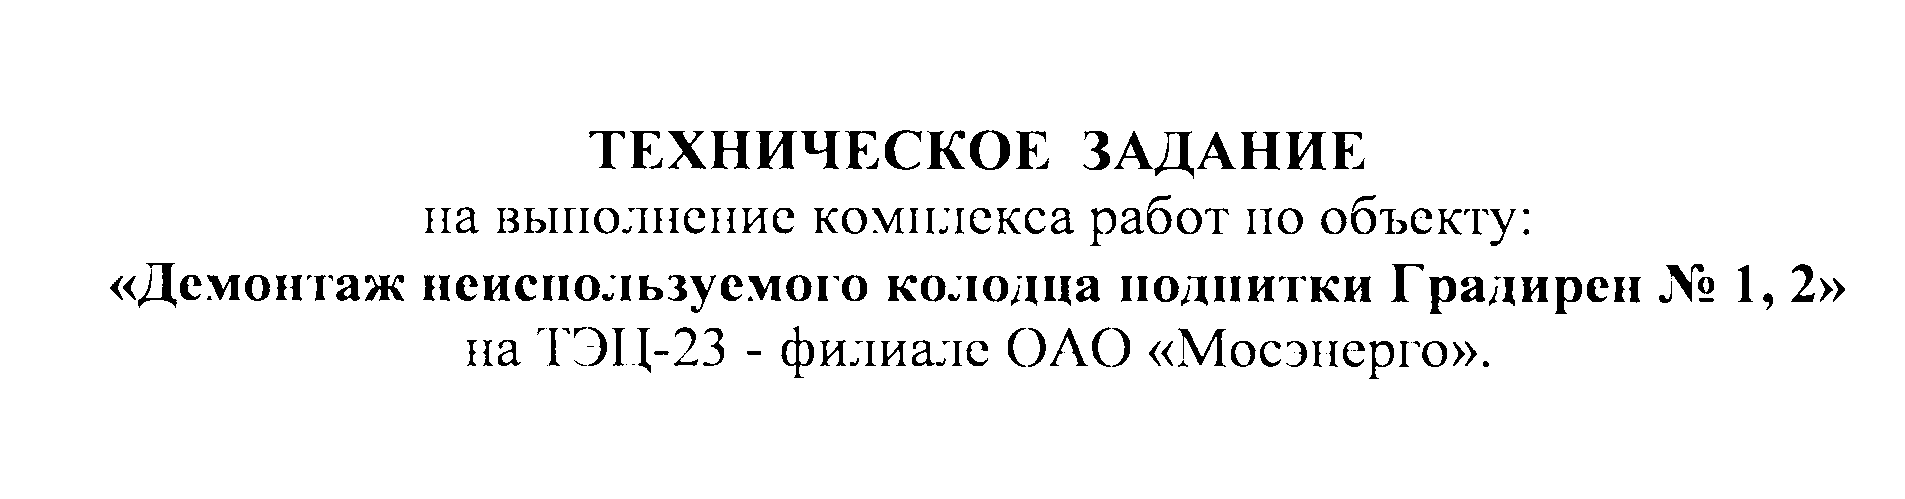 ТЕХНИЧЕСКОЕ ЗАДАНИЕ
на выполнение комплекса работ по объекту:
«Демонтаж неиспользуемого колодца подпитки Градирен № 1, 2»
на ТЭЦ-23 - филиале ОАО «Мосэнерго».